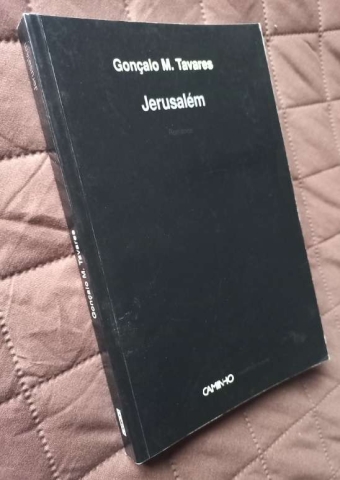 Gonçalo M. Tavares
Jerusalém
CAMINHO
Gonçalo M. Tavares